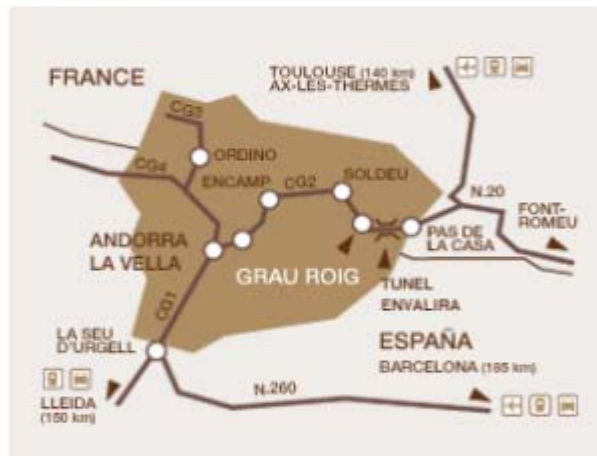 FRANCE
TOULOUSE (140 km)
AX-LES-THERMES
CG3
ORDINO
CG4
ENCAMP
CG2
SOLDEU
N.20
FONT-
ROMEU
ANDORRA
LA VELLA
PAS DE
LA CASA
GRAU ROIG
TUNEL
ENVALIRA
CG1
LA SEU
D'URGELL
ESPAÑA
BARCELONA (185 km)
LLEIDA
(150 km)
N.260